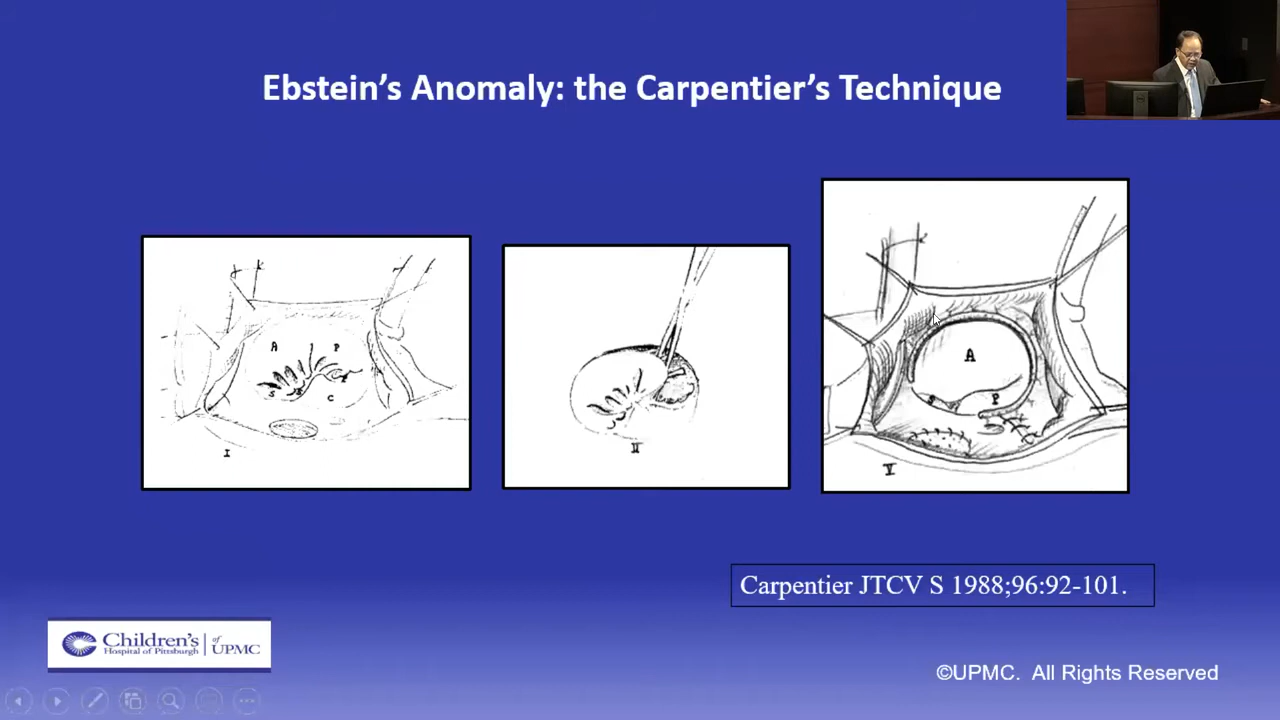 Ebstein's Anomaly: the Carpentier's Technique
A
P
S
C
I
II
A
P
V
Carpentier JTCV S 1988;96:92-101.
Children's
Hospital of Pittsburgh
of
UPMC
©UPMC. All Rights Reserved